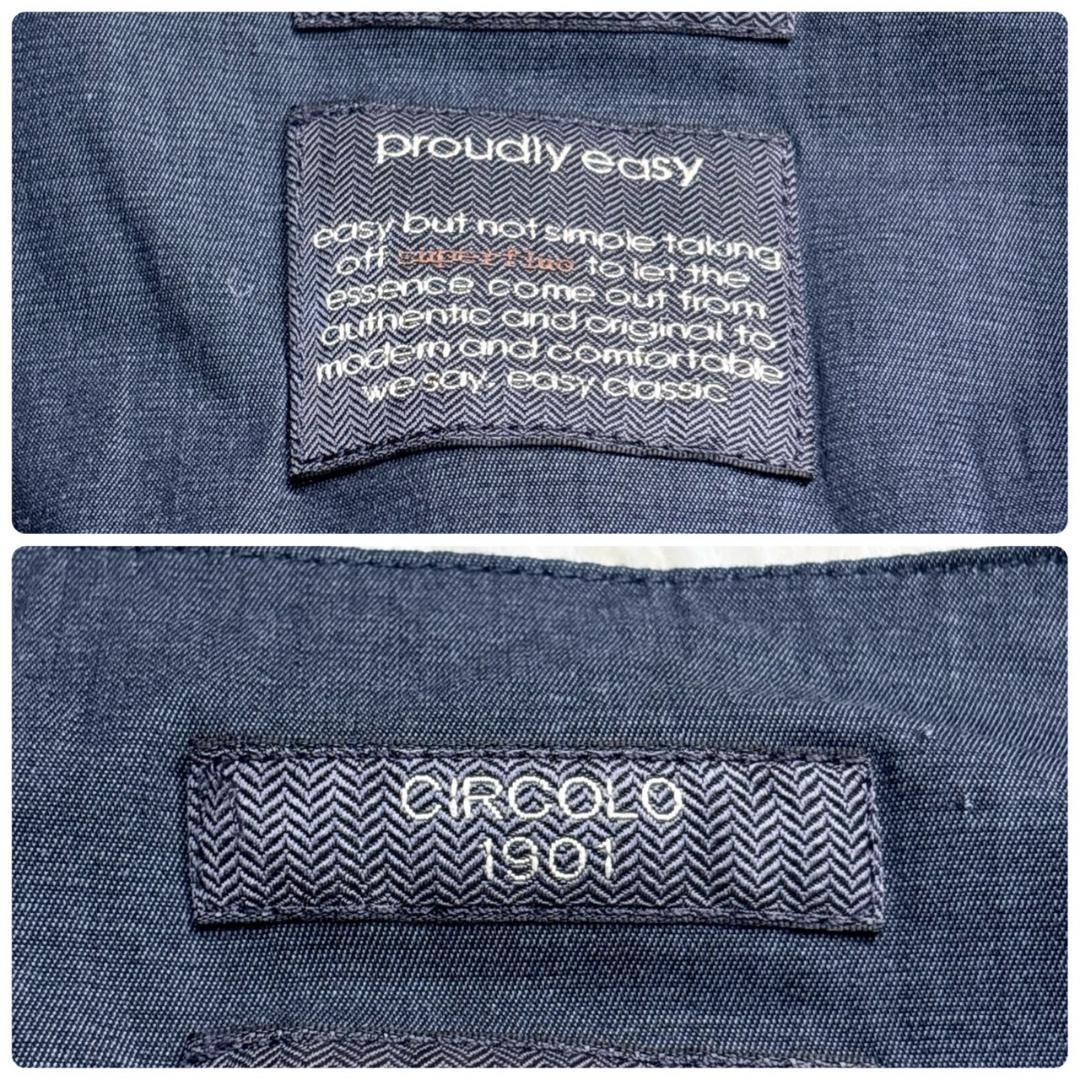 proudly easy
easy but not simple taking
off superfluo to let the
essence come out from
authentic and original to
modern and comfortable
we say: easy classic
CIRCOLO
1901